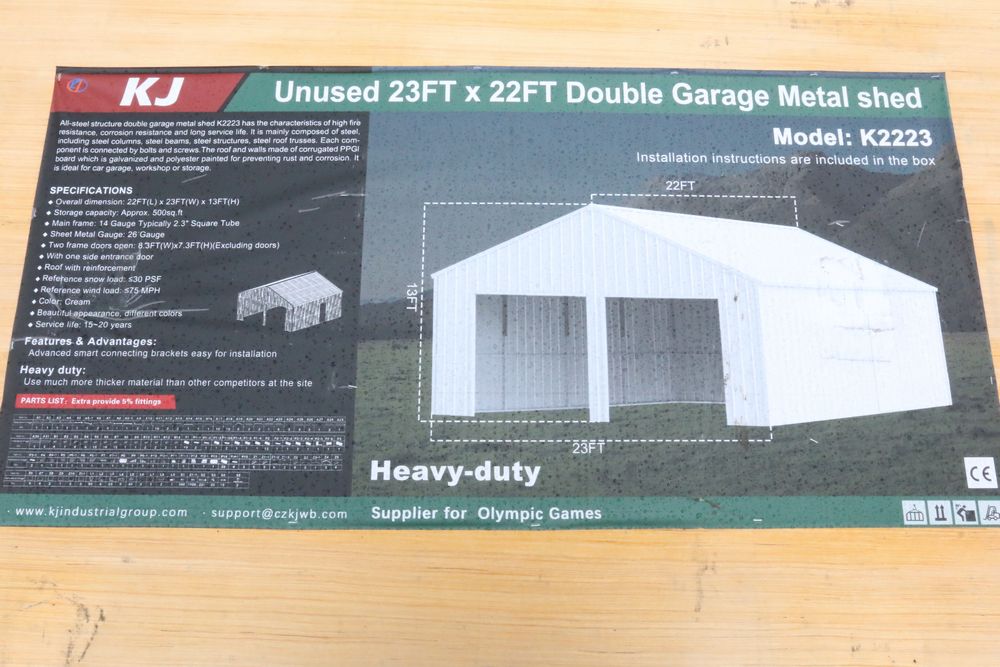 KJ
Unused 23FT x 22FT Double Garage Metal shed
All-steel structure double garage metal shed K2223 has the characteristics of high fire
resistance, corrosion resistance and long service life. It is mainly composed of steel,
including steel columns, steel beams, steel structures, steel roof trusses. Each com-
ponent is connected by bolts and screws. The roof and walls made of corrugated PPGI
board which is galvanized and polyester painted for preventing rust and corrosion. It
is ideal for car garage, workshop or storage.
SPECIFICATIONS
◆ Overall dimension: 22FT(L) x 23FT(W) x 13FT(H)
◆ Storage capacity: Approx. 500sq.ft
◆ Main frame: 14 Gauge Typically 2.3" Square Tube
◆ Sheet Metal Gauge: 26 Gauge
◆ Two frame doors open: 8.3FT(W)x7.3FT(H)(Excluding doors)
◆ With one side entrance door
◆ Roof with reinforcement
◆ Reference snow load: ≤30 PSF
◆ Reference wind load: ≤75 MPH
◆ Color: Cream
◆ Beautiful appearance, different colors
◆ Service life: 15~20 years
Features & Advantages:
Advanced smart connecting brackets easy for installation
Heavy duty:
Use much more thicker material than other competitors at the site
PARTS LIST: Extra provide 5% fittings
Model: K2223
Installation instructions are included in the box
22FT
13FT
23FT
Heavy-duty
CE
· www.kjindustrialgroup.com · support@czkjwb.com Supplier for Olympic Games